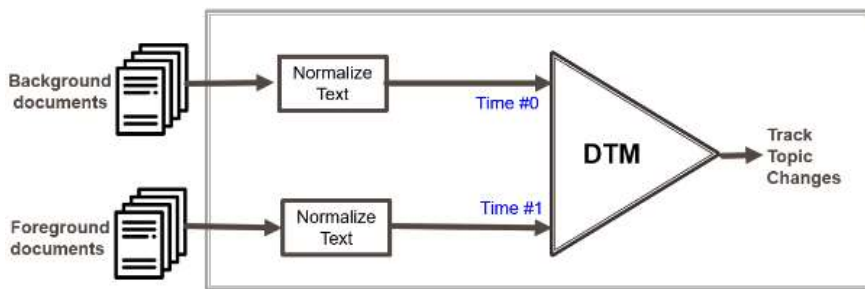 Background
documents
Normalize
Text
Time #0
DTM
Track
Topic
Changes
Foreground
documents
Normalize
Text
Time #1